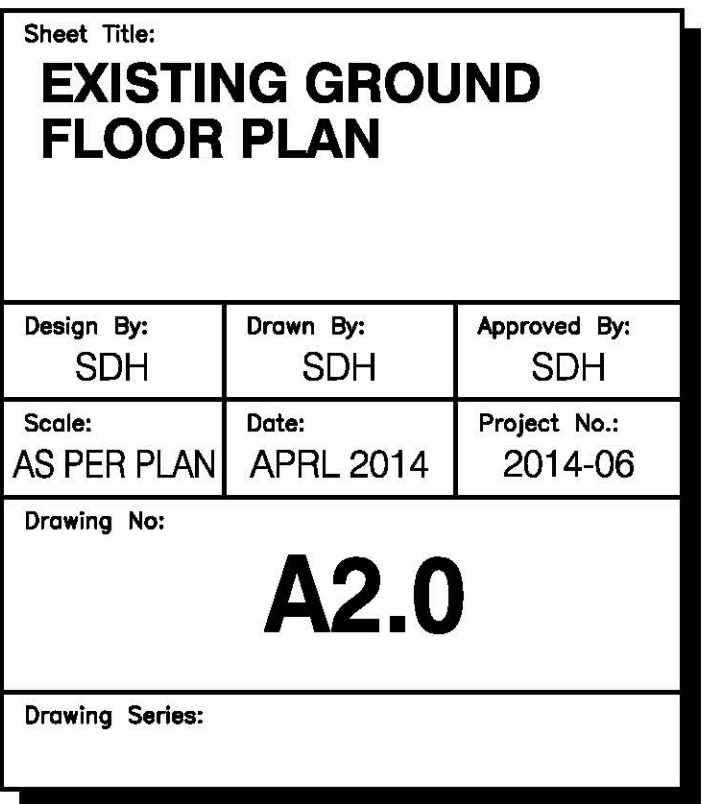 Sheet Title:
EXISTING GROUND
FLOOR PLAN
Design By:
SDH
Drawn By:
SDH
Approved By:
SDH
Scale:
AS PER PLAN
Date:
APRL 2014
Project No.:
2014-06
Drawing No:
A2.0
Drawing Series: